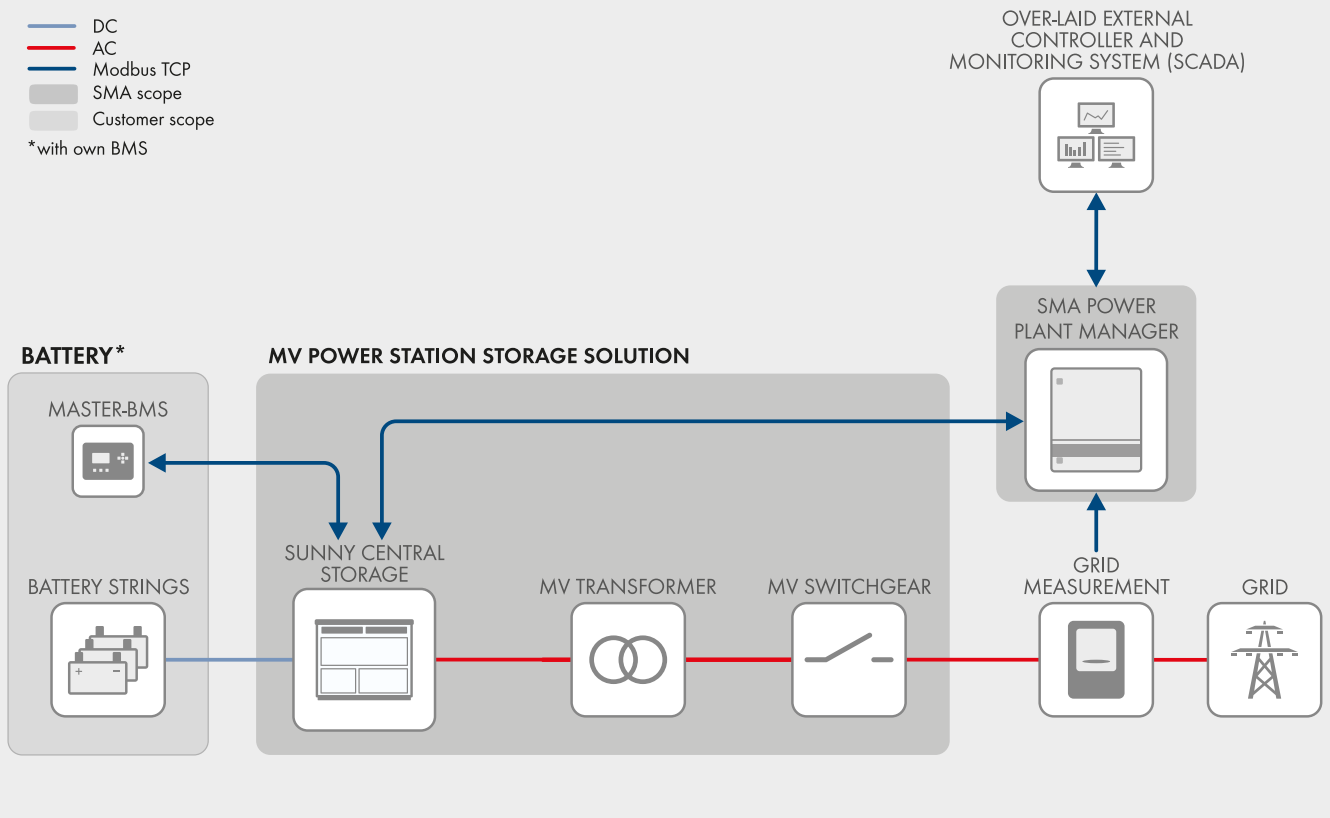 DC
AC
Modbus TCP
SMA scope
Customer scope
*with own BMS
OVER-LAID EXTERNAL
CONTROLLER AND
MONITORING SYSTEM (SCADA)
SMA POWER
PLANT MANAGER
BATTERY*
MV POWER STATION STORAGE SOLUTION
MASTER-BMS
SUNNY CENTRAL
STORAGE
BATTERY STRINGS
MV TRANSFORMER
MV SWITCHGEAR
GRID
MEASUREMENT
GRID